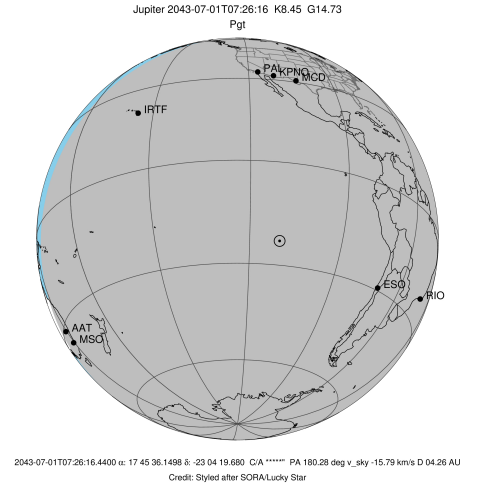 Jupiter 2043-07-01T07:26:16 K8.45 G14.73
Pgt
PAL
KPNO
MCD
IRTF
ESO
RIO
AAT
MSO
2043-07-01T07:26:16.4400 α: 17 45 36.1498 δ: -23 04 19.680 C/A *****" PA 180.28 deg v_sky -15.79 km/s D 04.26 AU
Credit: Styled after SORA/Lucky Star